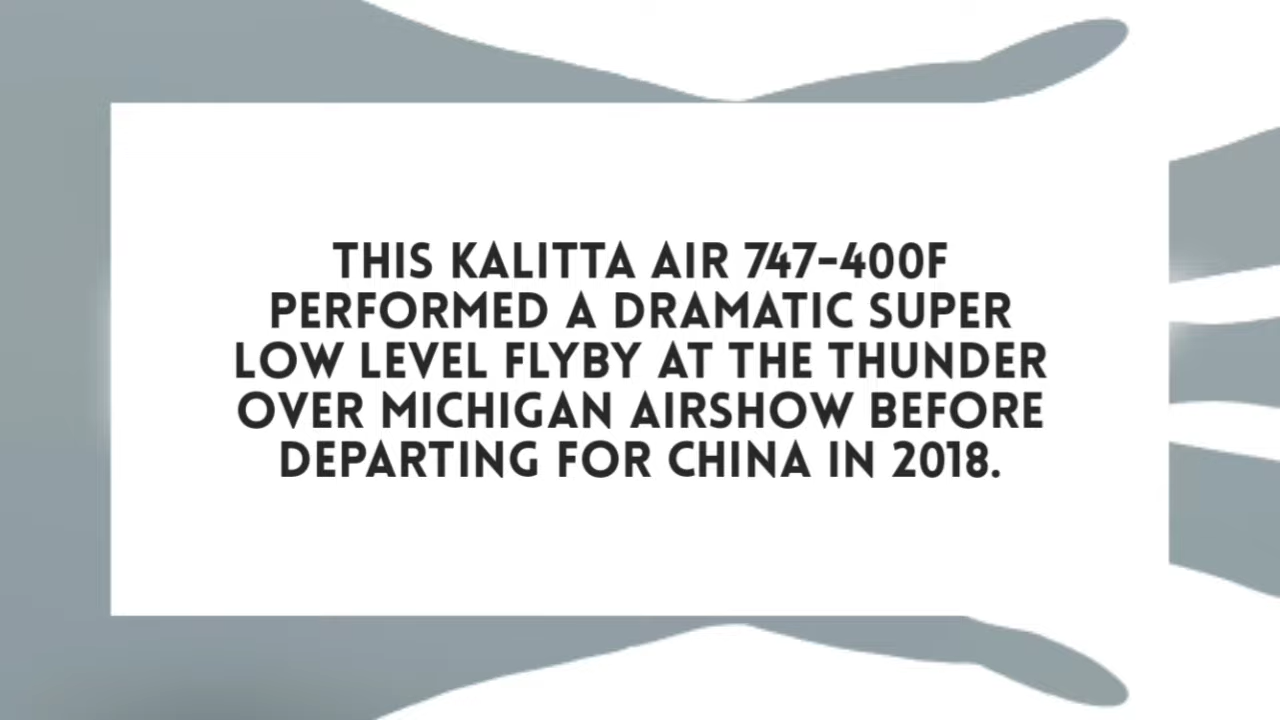 THIS KALITTA AIR 747-400F
PERFORMED A DRAMATIC SUPER
LOW LEVEL FLYBY AT THE THUNDER
OVER MICHIGAN AIRSHOW BEFORE
DEPARTING FOR CHINA IN 2018.